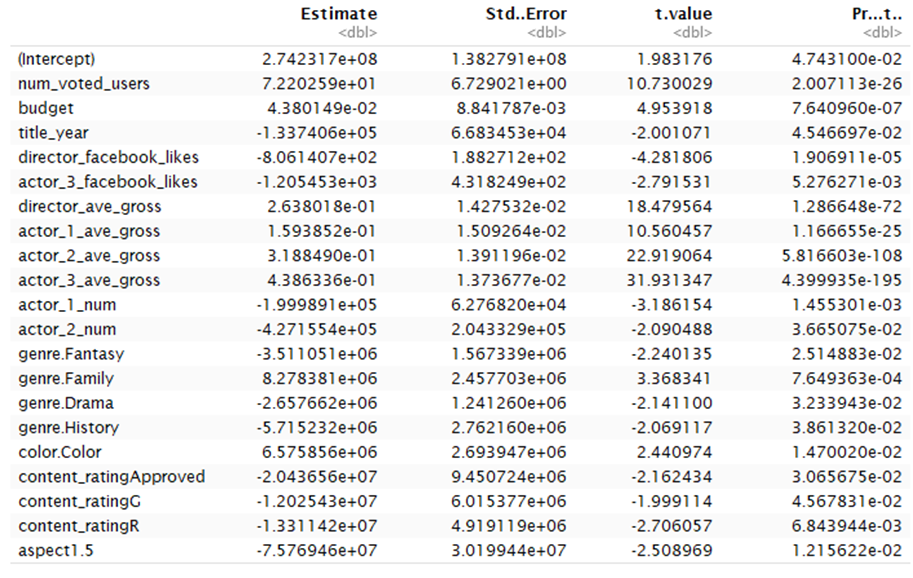 Estimate Std..Error t.value Pr...t..
<dbl> <dbl> <dbl> <dbl>
(Intercept) 2.742317e+08 1.382791e+08 1.983176 4.743100e-02
num_voted_users 7.220259e+01 6.729021e+00 10.730029 2.007113e-26
budget 4.380149e-02 8.841787e-03 4.953918 7.640960e-07
title_year -1.337406e+05 6.683453e+04 -2.001071 4.546697e-02
director_facebook_likes -8.061407e+02 1.882712e+02 -4.281806 1.906911e-05
actor_3_facebook_likes -1.205453e+03 4.318249e+02 -2.791531 5.276271e-03
director_ave_gross 2.638018e-01 1.427532e-02 18.479564 1.286648e-72
actor_1_ave_gross 1.593852e-01 1.509264e-02 10.560457 1.166655e-25
actor_2_ave_gross 3.188490e-01 1.391196e-02 22.919064 5.816603e-108
actor_3_ave_gross 4.386336e-01 1.373677e-02 31.931347 4.399935e-195
actor_1_num -1.999891e+05 6.276820e+04 -3.186154 1.455301e-03
actor_2_num -4.271554e+05 2.043329e+05 -2.090488 3.665075e-02
genre.Fantasy -3.511051e+06 1.567339e+06 -2.240135 2.514883e-02
genre.Family 8.278381e+06 2.457703e+06 3.368341 7.649363e-04
genre.Drama -2.657662e+06 1.241260e+06 -2.141100 3.233943e-02
genre.History -5.715232e+06 2.762160e+06 -2.069117 3.861320e-02
color.Color 6.575856e+06 2.693947e+06 2.440974 1.470020e-02
content_ratingApproved -2.043656e+07 9.450724e+06 -2.162434 3.065675e-02
content_ratingG -1.202543e+07 6.015377e+06 -1.999114 4.567831e-02
content_ratingR -1.331142e+07 4.919119e+06 -2.706057 6.843944e-03
aspect1.5 -7.576946e+07 3.019944e+07 -2.508969 1.215622e-02